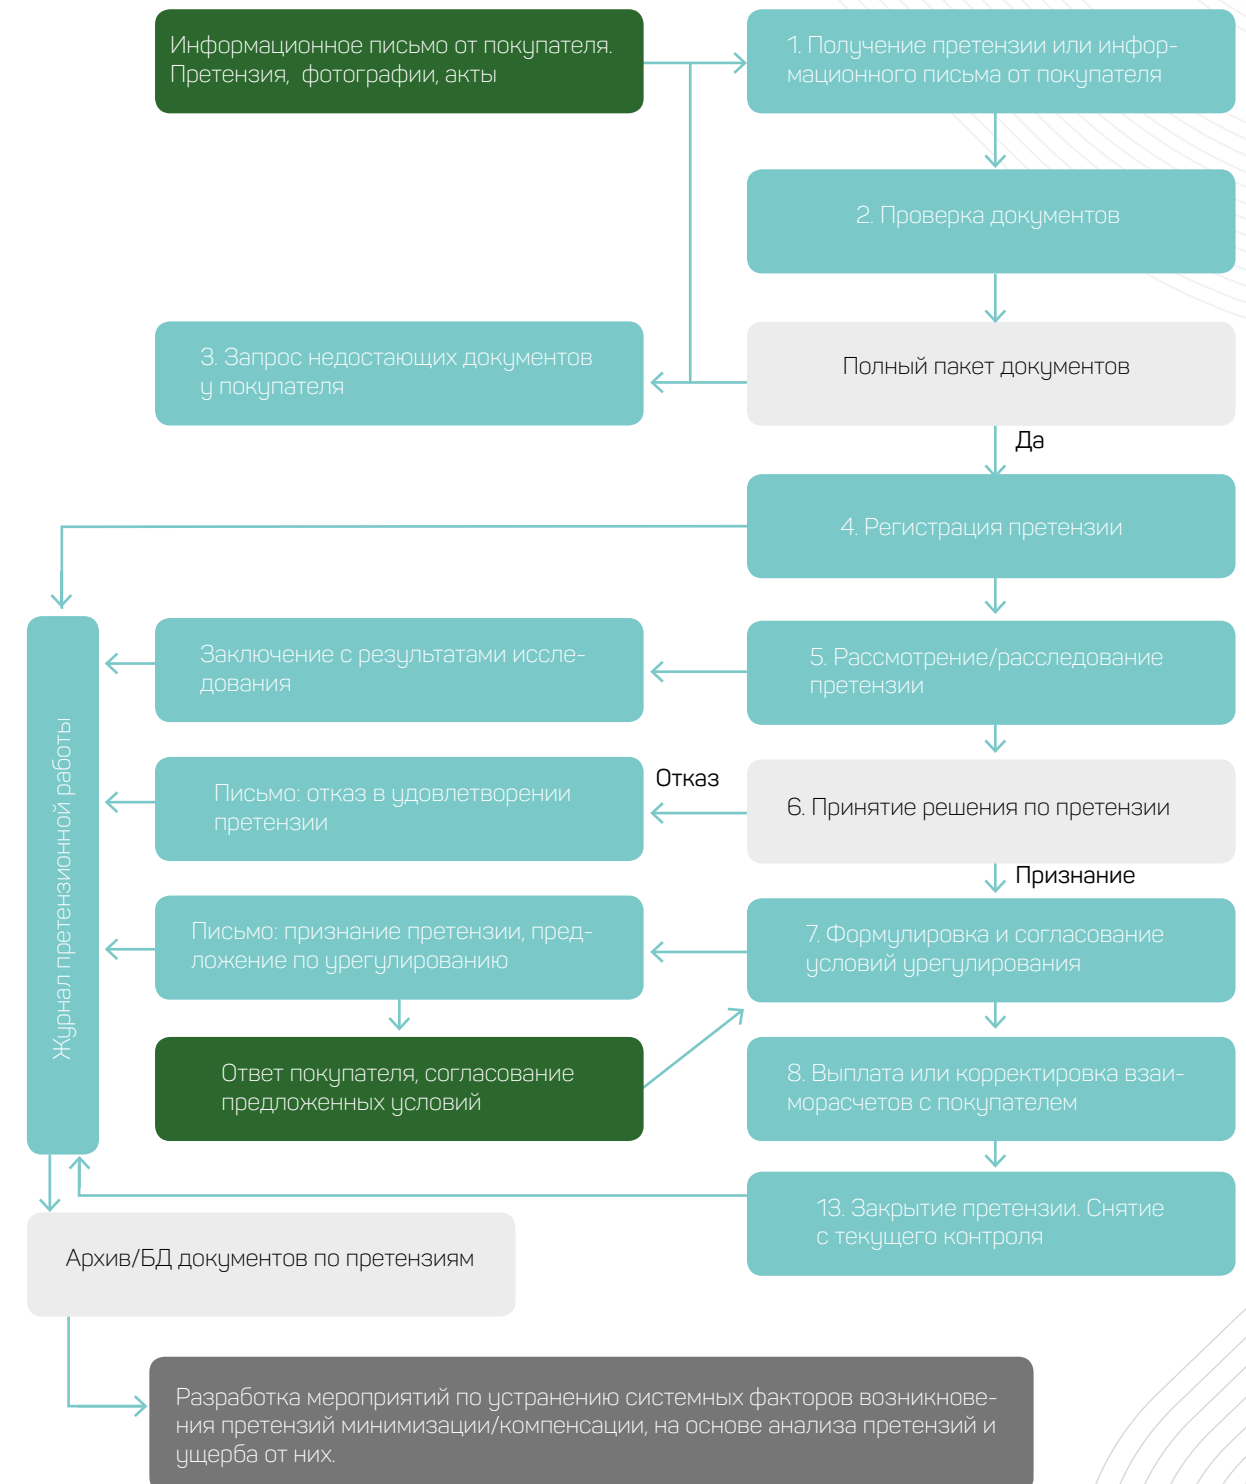 Информационное письмо от покупателя.
Претензия, фотографии, акты
1. Получение претензии или инфор-
мационного письма от покупателя
2. Проверка документов
3. Запрос недостающих документов
у покупателя
Полный пакет документов
Да
4. Регистрация претензии
Заключение с результатами иссле-
дования
5. Рассмотрение/расследование
претензии
Журнал претензионной работы
Письмо: отказ в удовлетворении
претензии
Отказ
6. Принятие решения по претензии
Признание
Письмо: признание претензии, пред-
ложение по урегулированию
7. Формулировка и согласование
условий урегулирования
Ответ покупателя, согласование
предложенных условий
8. Выплата или корректировка взаи-
морасчетов с покупателем
13. Закрытие претензии. Снятие
с текущего контроля
Архив/БД документов по претензиям
Разработка мероприятий по устранению системных факторов возникнове-
ния претензий минимизации/компенсации, на основе анализа претензий и
ущерба от них.